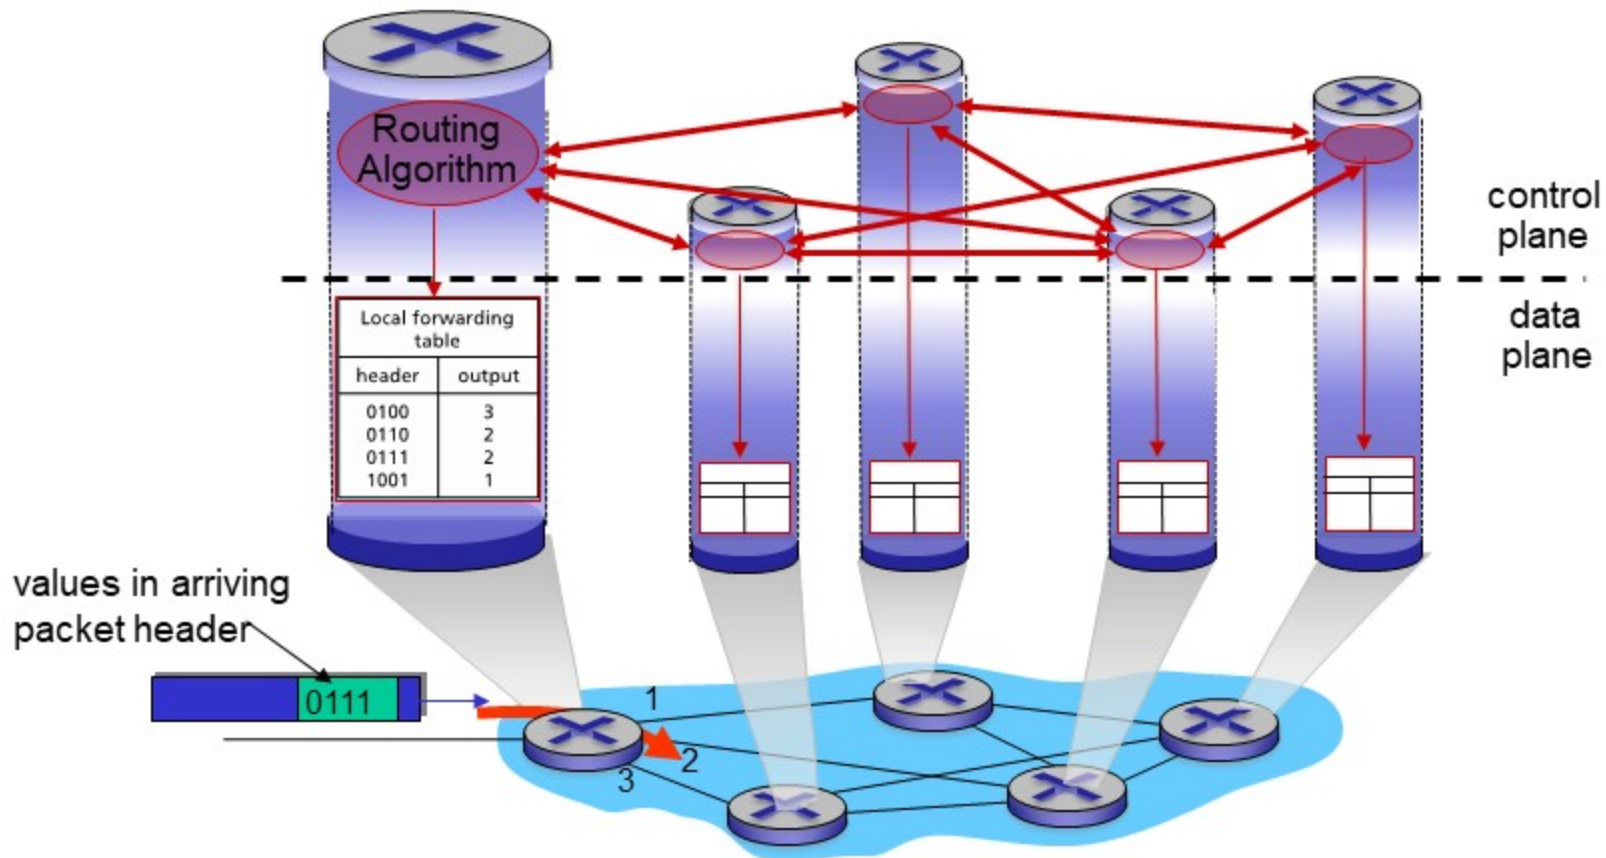 Routing
Algorithm
control
plane
data
plane
Local forwarding
table
header output
0100 3
0110 2
0111 2
1001 1
values in arriving
packet header
0111
1
2
3